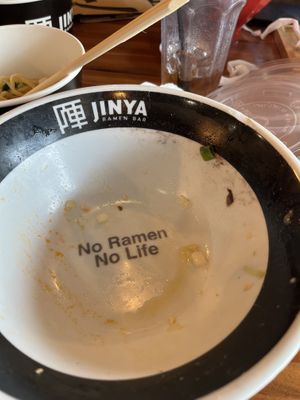 陣 JINYA
RAMEN BAR
No Ramen
No Life